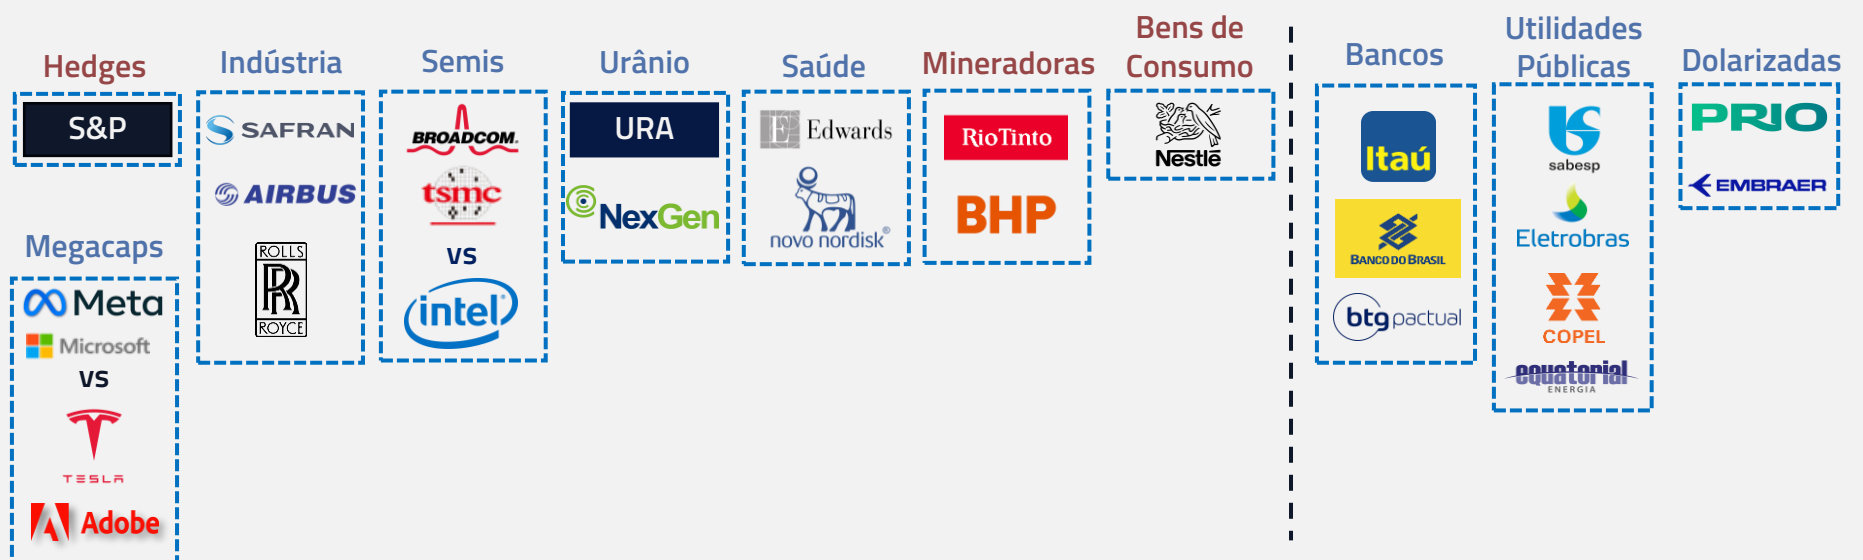 Hedges
S&P
Megacaps
Meta
Microsoft
vs
TESLA
Adobe
Indústria
SAFRAN
AIRBUS
ROLLS
RR
ROYCE
Semis
BROADCOM.
tsmc
vs
intel
Urânio
URA
NexGen
Saúde
E Edwards
novo nordisk®
Mineradoras
RioTinto
BHP
Bens de
Consumo
Nestlé
Bancos
Itaú
BANCO DO BRASIL
btg pactual
Utilidades
Públicas
sabesp
Eletrobras
COPEL
equatorial
ENERGIA
Dolarizadas
PRIO
EMBRAER